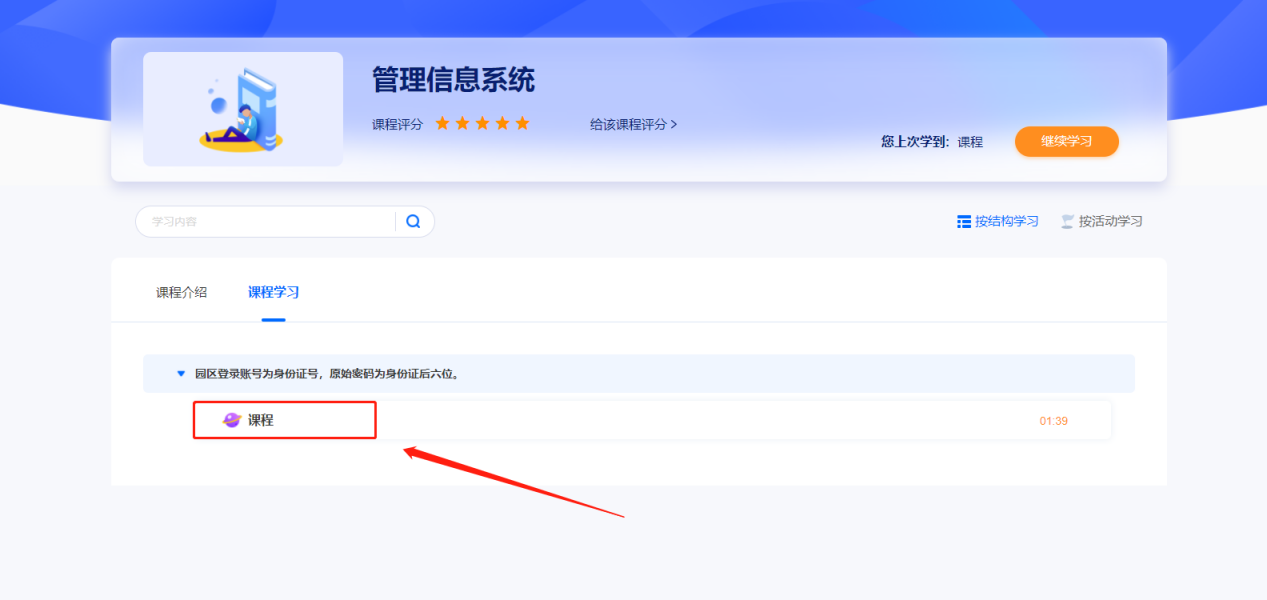 管理信息系统
课程评分
给该课程评分 >
您上次学到: 课程
继续学习
学习内容
按结构学习
按活动学习
课程介绍
课程学习
园区登录账号为身份证号，原始密码为身份证后六位。
课程
01:39